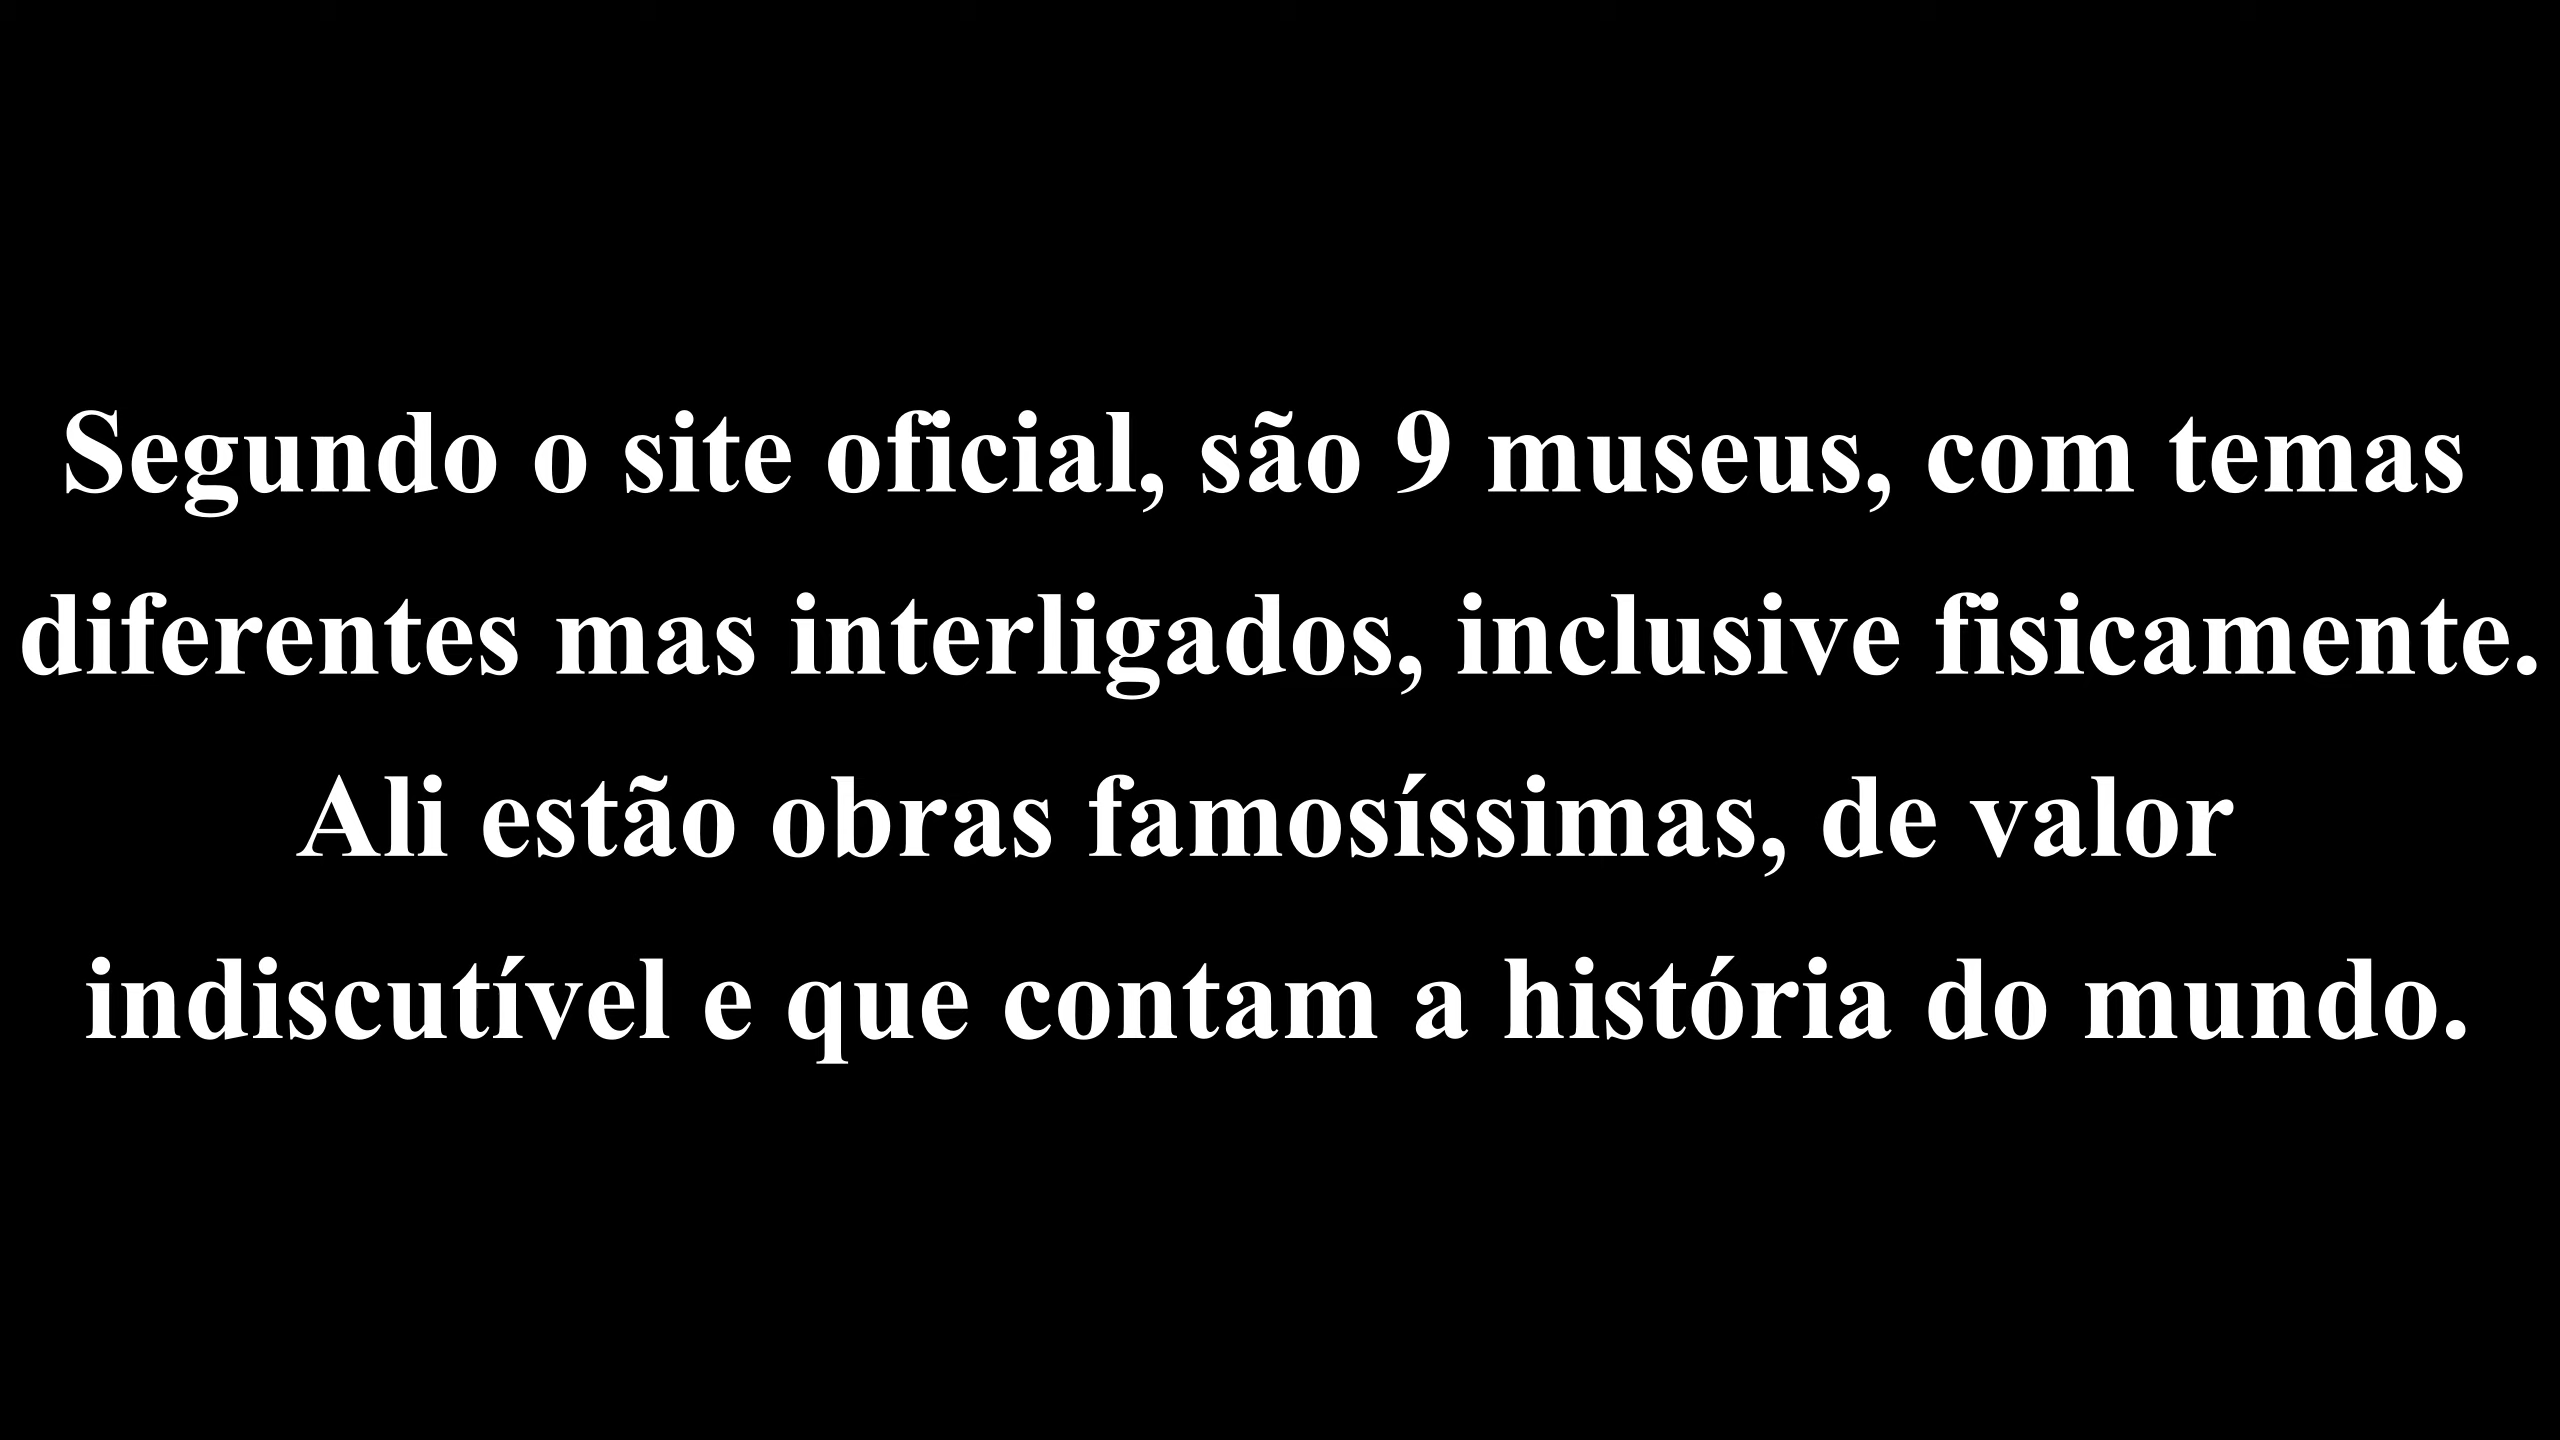 Segundo o site oficial, são 9 museus, com temas
diferentes mas interligados, inclusive fisicamente.
Ali estão obras famosíssimas, de valor
indiscutível e que contam a história do mundo.